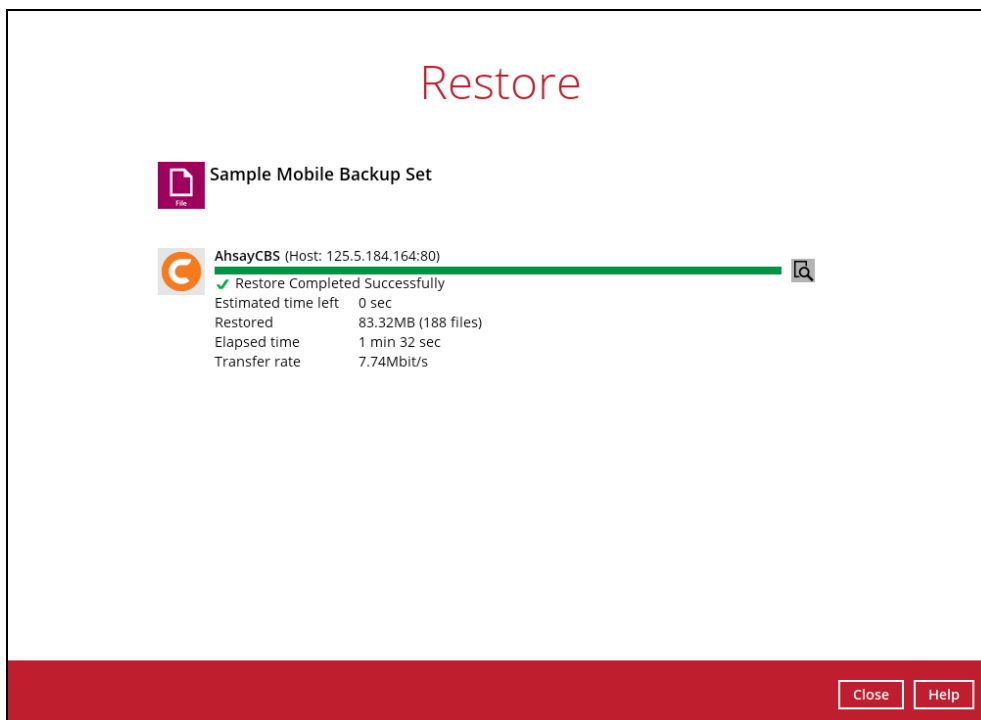 Restore
Sample Mobile Backup Set
File
AhsayCBS (Host: 125.5.184.164:80)
Restore Completed Successfully
Estimated time left 0 sec
Restored 83.32MB (188 files)
Elapsed time 1 min 32 sec
Transfer rate 7.74Mbit/s
Close Help